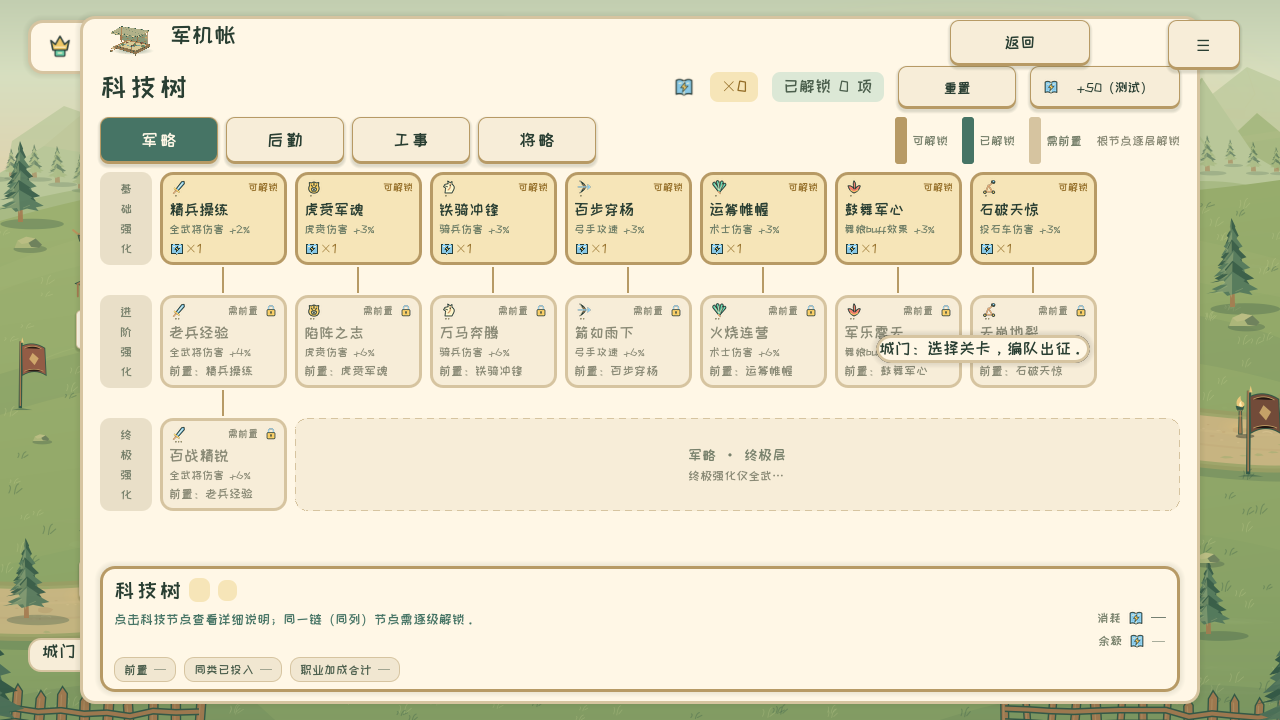 军机帐
返回
☰
科技树
×0
已解锁 0 项
重置
+50（测试）
军略
后勤
工事
将略
可解锁
已解锁
需前置
根节点逐层解锁
基础强化
可解锁
精兵操练
全武将伤害 +2%
×1
可解锁
虎贲军魂
虎贲伤害 +3%
×1
可解锁
铁骑冲锋
骑兵伤害 +3%
×1
可解锁
百步穿杨
弓手攻速 +3%
×1
可解锁
运筹帷幄
术士伤害 +3%
×1
可解锁
鼓舞军心
舞娘buff效果 +3%
×1
可解锁
石破天惊
投石车伤害 +3%
×1
进阶强化
需前置
老兵经验
全武将伤害 +4%
前置：精兵操练
需前置
陷阵之志
虎贲伤害 +6%
前置：虎贲军魂
需前置
万马奔腾
骑兵伤害 +6%
前置：铁骑冲锋
需前置
箭如雨下
弓手攻速 +6%
前置：百步穿杨
需前置
火烧连营
术士伤害 +6%
前置：运筹帷幄
需前置
军乐震天
舞娘bu
前置：鼓舞军心
需前置
天崩地裂
前置：石破天惊
城门：选择关卡，编队出征。
终极强化
需前置
百战精锐
全武将伤害 +6%
前置：老兵经验
军略 · 终极层
终极强化仅全武…
科技树
点击科技节点查看详细说明；同一链（同列）节点需逐级解锁。
消耗 —
余额 —
前置 —
同类已投入 —
职业加成合计 —
城门